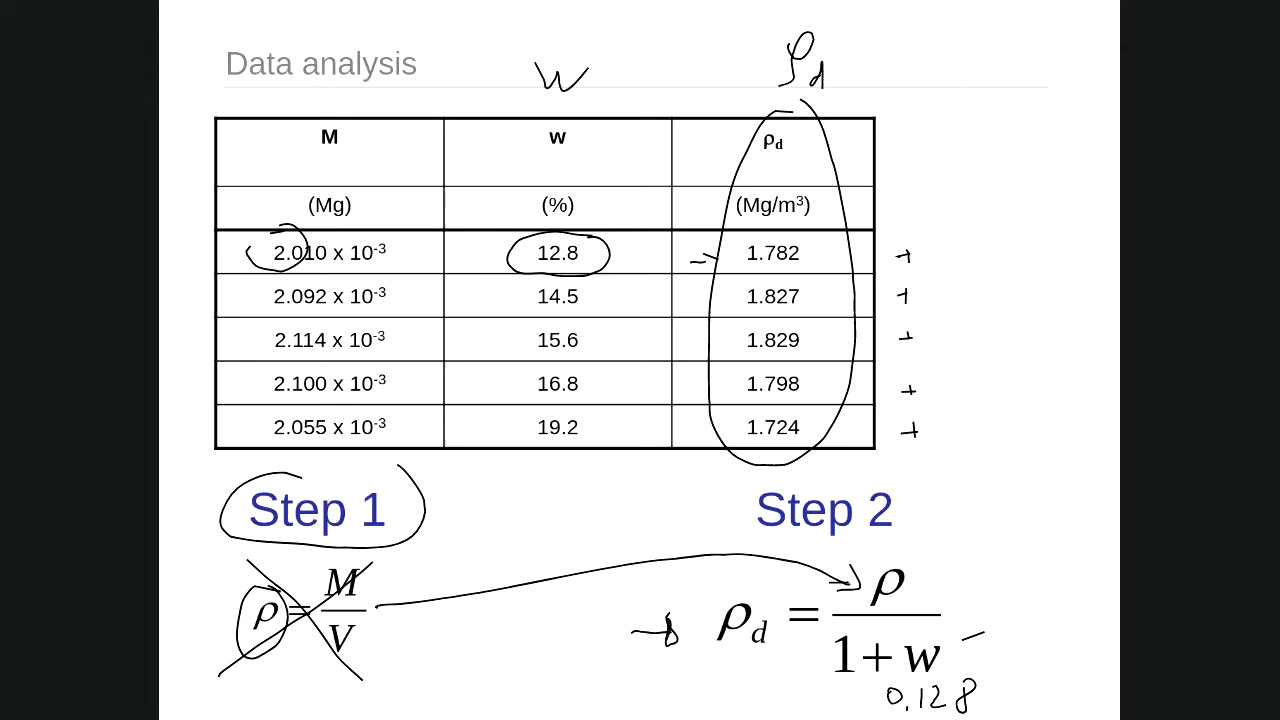 Data analysis
W ρd
M w ρd
(Mg) (%) (Mg/m³)
2.010 x 10⁻³ 12.8 1.782
2.092 x 10⁻³ 14.5 1.827
2.114 x 10⁻³ 15.6 1.829
2.100 x 10⁻³ 16.8 1.798
2.055 x 10⁻³ 19.2 1.724
Step 1 Step 2
ρ = M/V
ρd = ρ/(1+w)
0.128